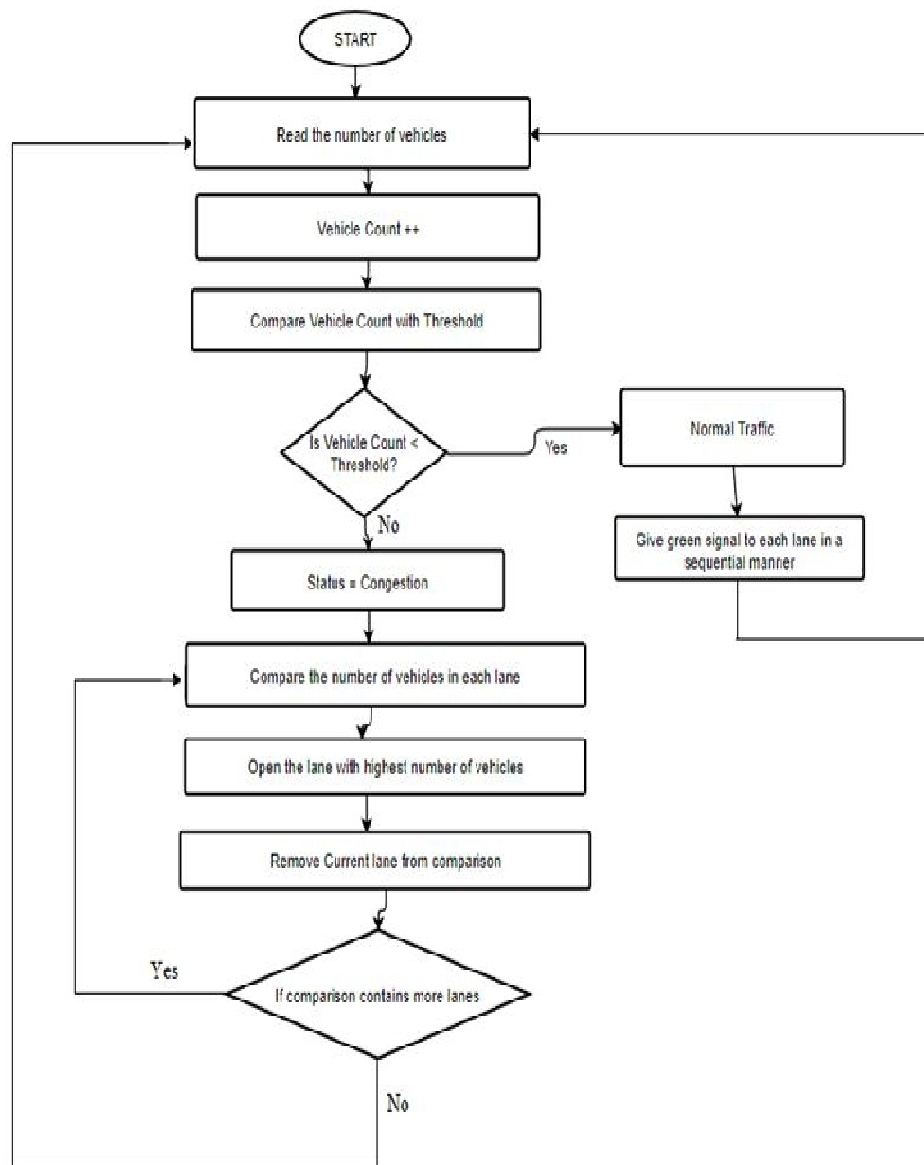 START
Read the number of vehicles
Vehicle Count ++
Compare Vehicle Count with Threshold
Is Vehicle Count <
Threshold?
Yes
Normal Traffic
Give green signal to each lane in a
sequential manner
No
Status = Congestion
Compare the number of vehicles in each lane
Open the lane with highest number of vehicles
Remove Current lane from comparison
If comparison contains more lanes
Yes
No